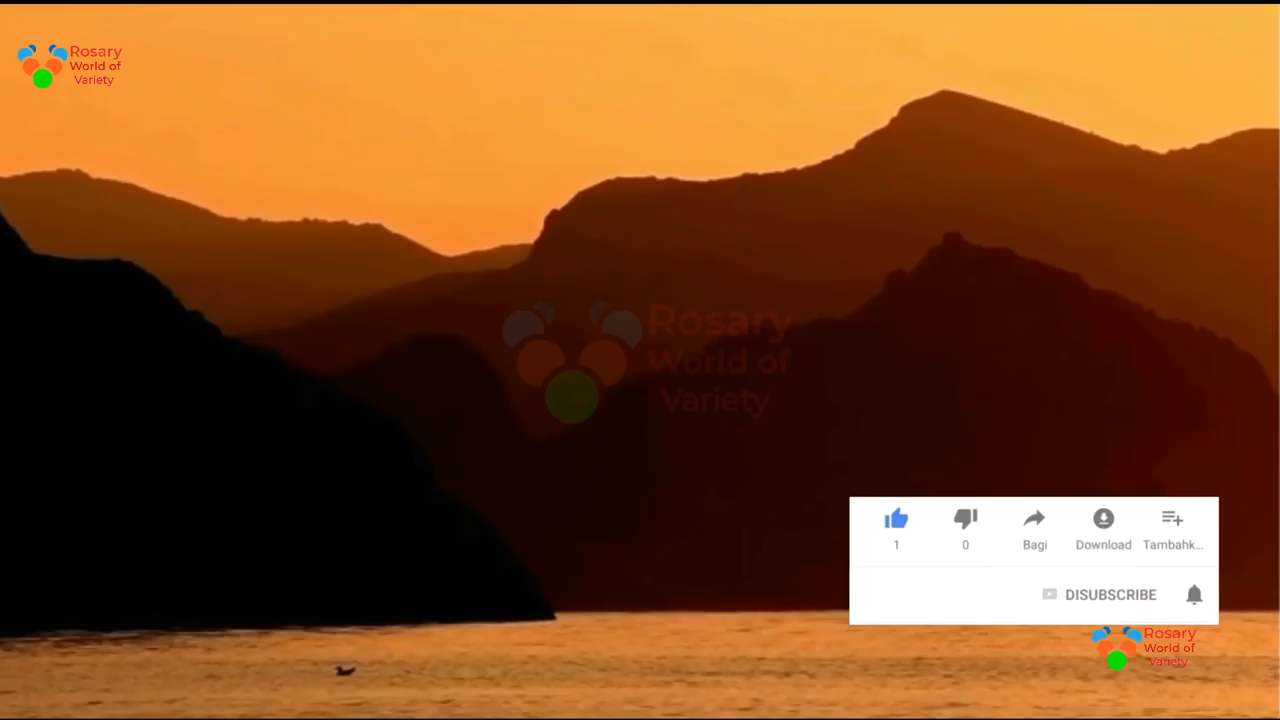 Rosary
World of
Variety
Rosary
World of
Variety
1 0 Bagi Download Tambahk...
DISUBSCRIBE
Rosary
World of
Variety